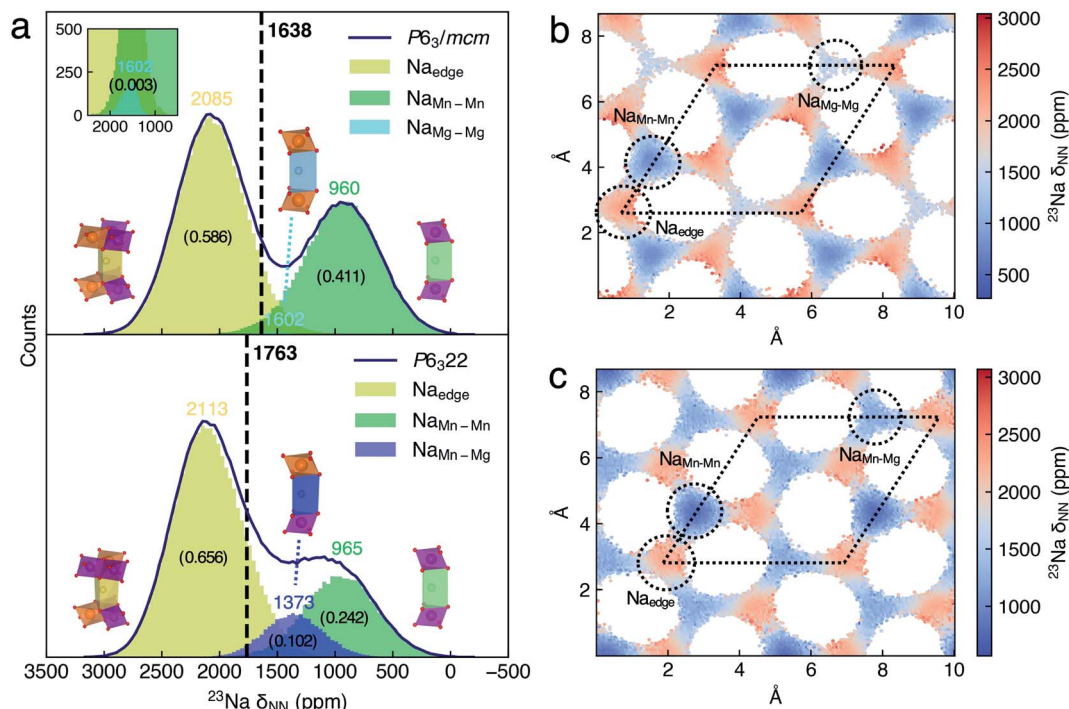 a
500
250
0
2000
1000
1602
(0.003)
1638
P6₃/mcm
Na_edge
Na_Mn−Mn
Na_Mg−Mg
2085
(0.586)
960
(0.411)
1602
Counts
1763
P6₃22
Na_edge
Na_Mn−Mn
Na_Mn−Mg
2113
(0.656)
965
1373
(0.242)
(0.102)
3500 3000 2500 2000 1500 1000 500 0 −500
²³Na δ_NN (ppm)
b
8
6
4
2
Å
Na_Mg-Mg
Na_Mn-Mn
Na_edge
2 4 6 8 10
Å
3000
2500
2000
1500
1000
500
²³Na δ_NN (ppm)
c
8
6
4
2
Å
Na_Mn-Mn
Na_Mn-Mg
Na_edge
2 4 6 8 10
Å
3000
2000
1000
²³Na δ_NN (ppm)